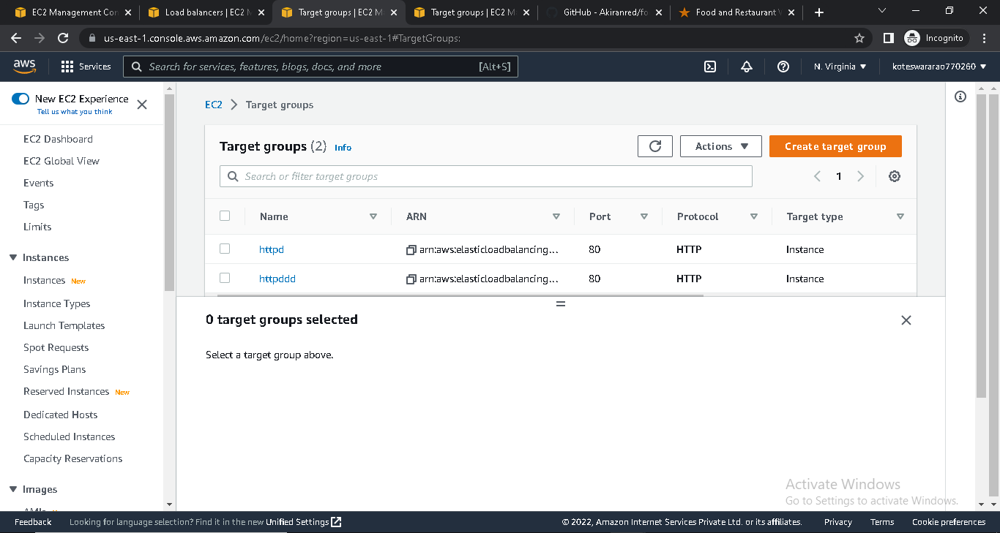 EC2 Management Con
Load balancers | EC2 M
Target groups | EC2 M
Target groups | EC2 M
GitHub - Akiranred/fo
Food and Restaurant
us-east-1.console.aws.amazon.com/ec2/home?region=us-east-1#TargetGroups:
Incognito
aws
Services
Search for services, features, blogs, docs, and more
[Alt+S]
N. Virginia
koteswararao770260
New EC2 Experience
Tell us what you think
EC2 Dashboard
EC2 Global View
Events
Tags
Limits
Instances
Instances New
Instance Types
Launch Templates
Spot Requests
Savings Plans
Reserved Instances New
Dedicated Hosts
Scheduled Instances
Capacity Reservations
Images
EC2 > Target groups
Target groups (2) Info
Actions
Create target group
Search or filter target groups
1
Name ARN Port Protocol Target type
httpd arn:aws:elasticloadbalancing... 80 HTTP Instance
httpddd arn:aws:elasticloadbalancing... 80 HTTP Instance
0 target groups selected
Select a target group above.
Activate Windows
Go to Settings to activate Windows.
Feedback
Looking for language selection? Find it in the new Unified Settings
© 2022, Amazon Internet Services Private Ltd. or its affiliates.
Privacy
Terms
Cookie preferences